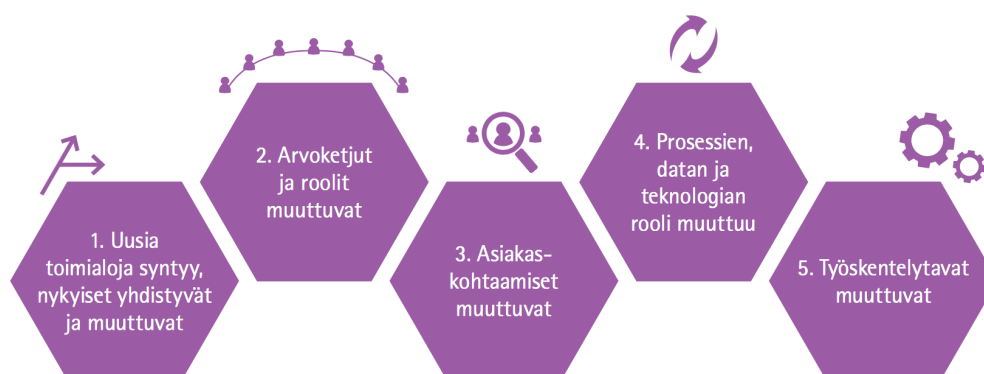 1. Uusia
toimialoja syntyy,
nykyiset yhdistyvät
ja muuttuvat
2. Arvoketjut
ja roolit
muuttuvat
3. Asiakas-
kohtaamiset
muuttuvat
4. Prosessien,
datan ja
teknologian
rooli muuttuu
5. Työskentelytavat
muuttuvat